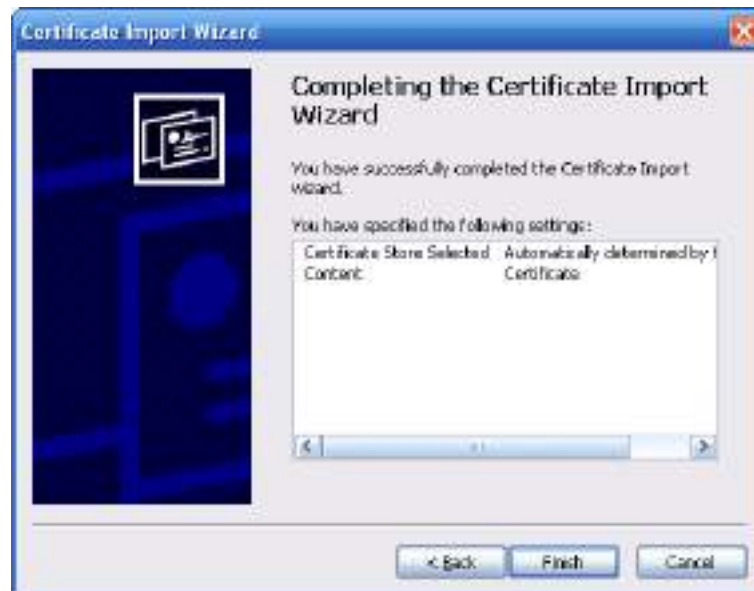 Certificate Import Wizard
Completing the Certificate Import
Wizard
You have successfully completed the Certificate Import
wizard.
You have specified the following settings:
Certificate Store Selected Automatically determined by t
Content Certificate
< Back Finish Cancel